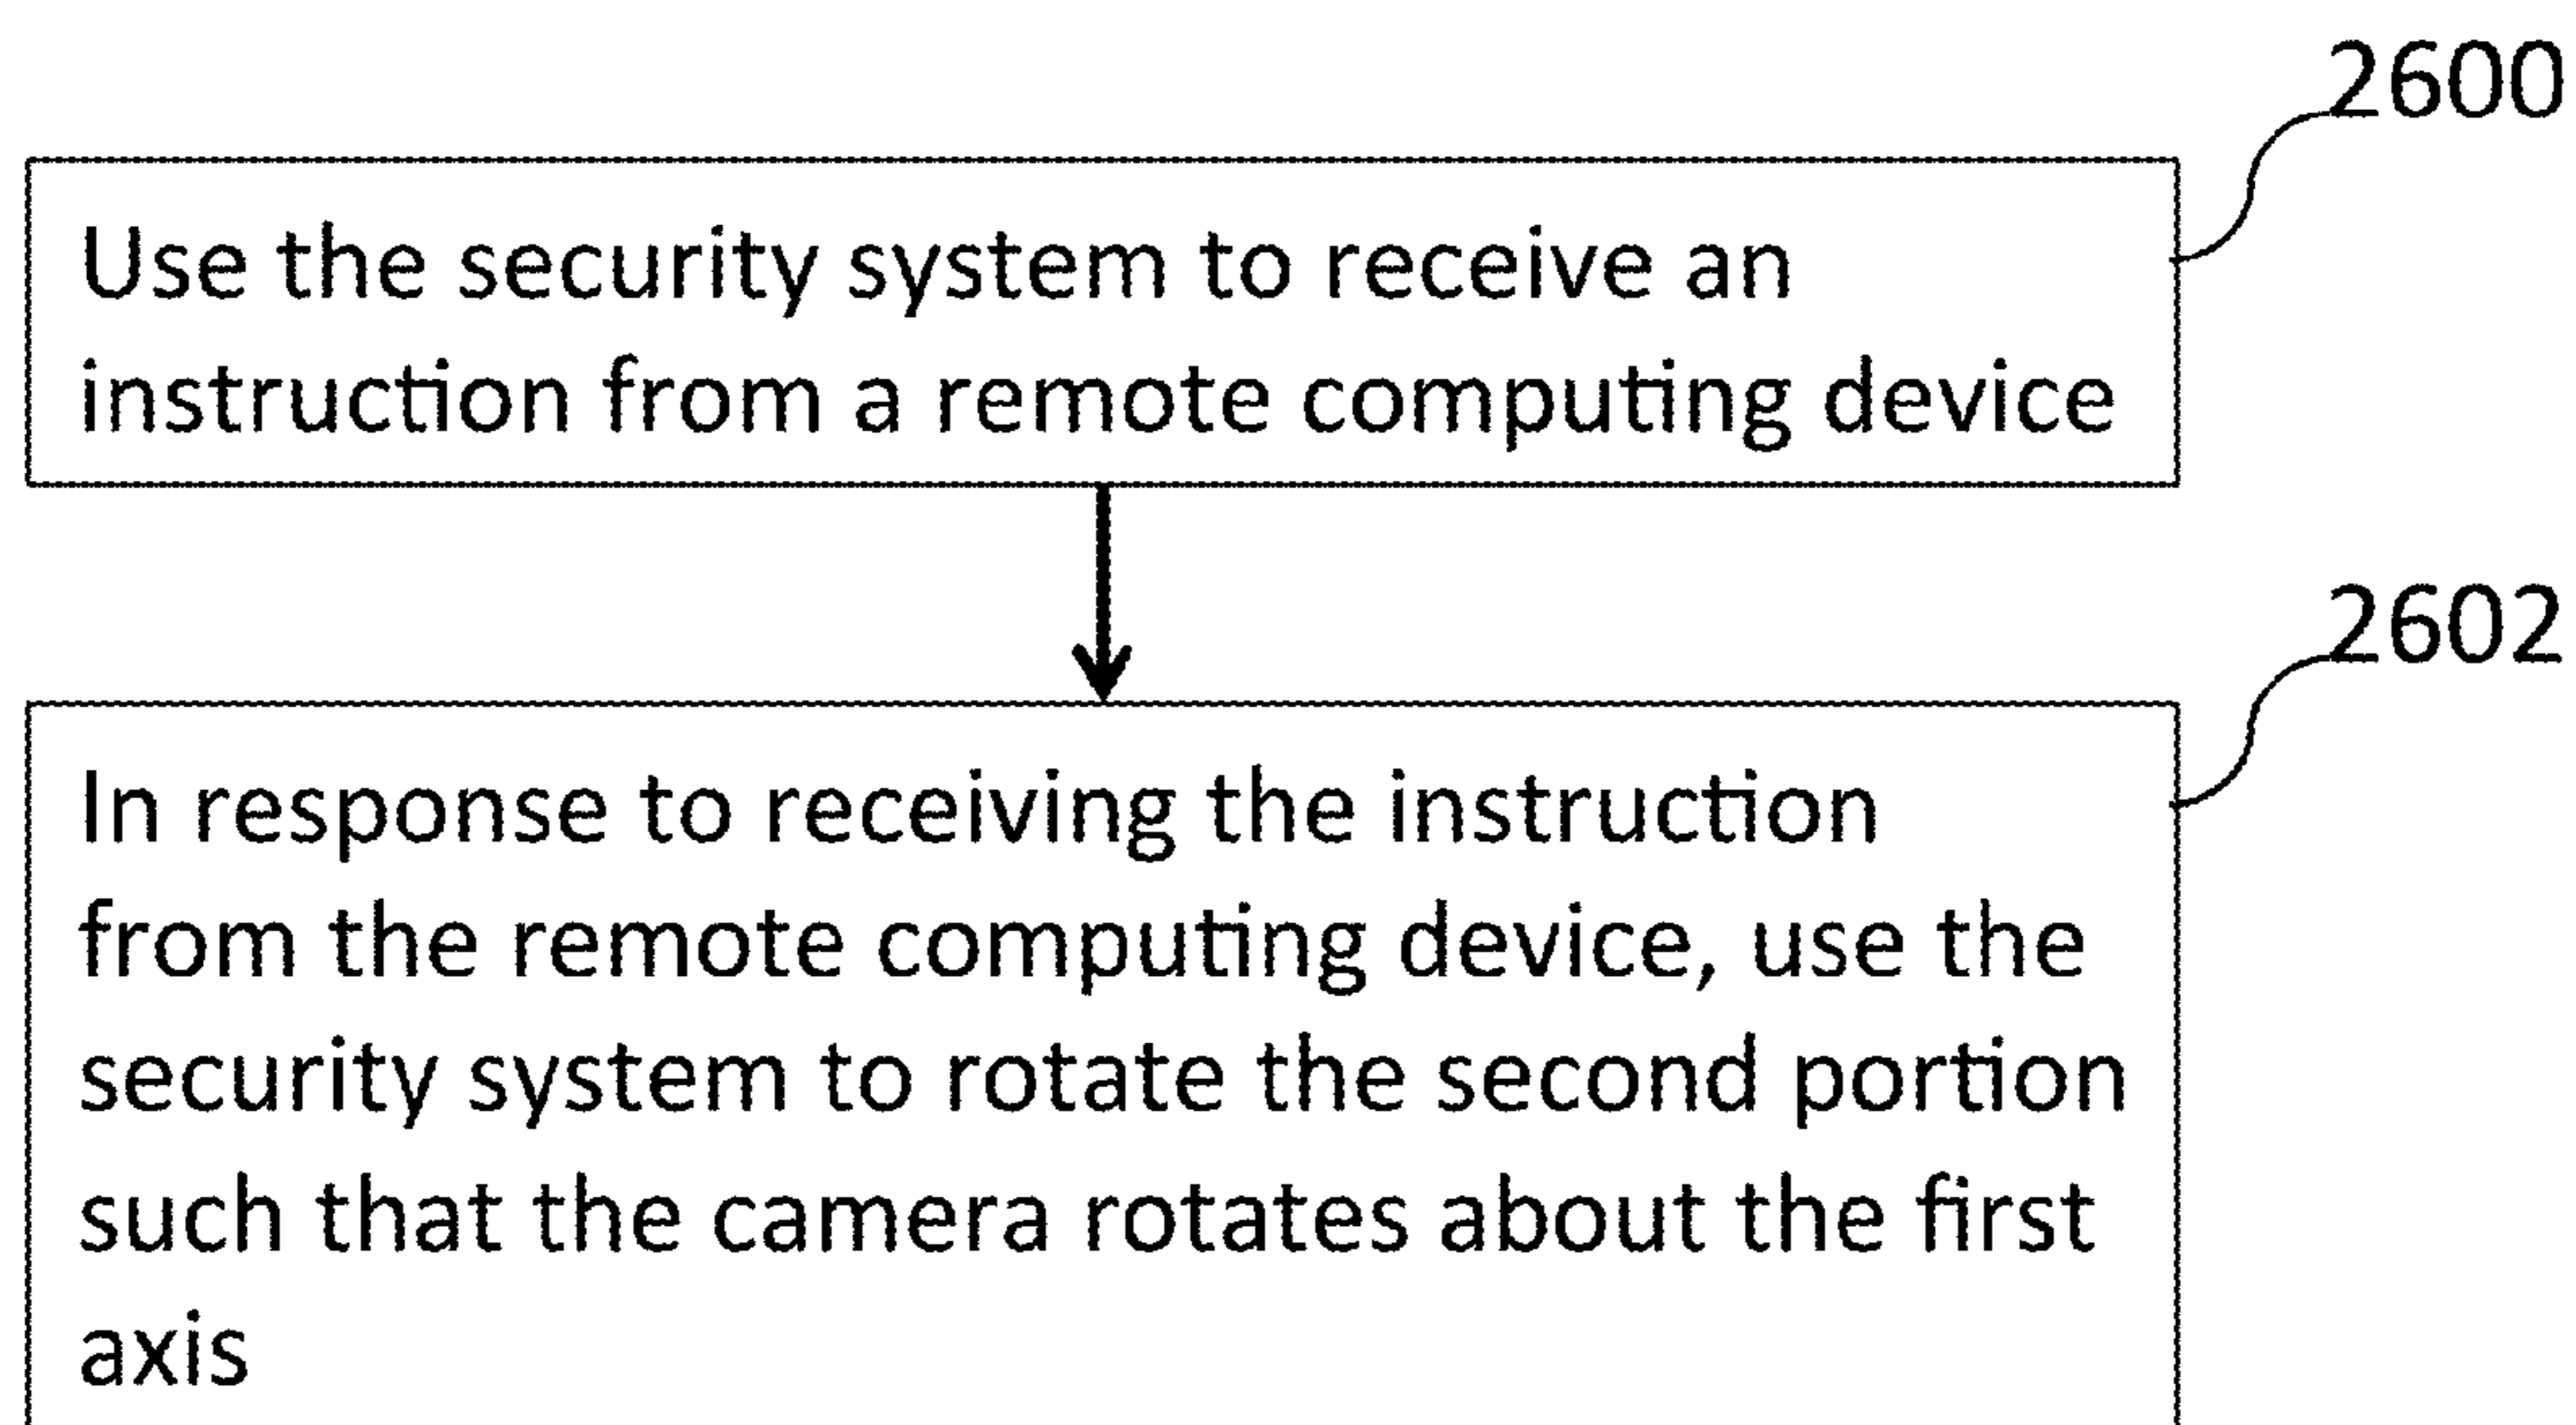 2600
Use the security system to receive an
instruction from a remote computing device
2602
In response to receiving the instruction
from the remote computing device, use the
security system to rotate the second portion
such that the camera rotates about the first
axis